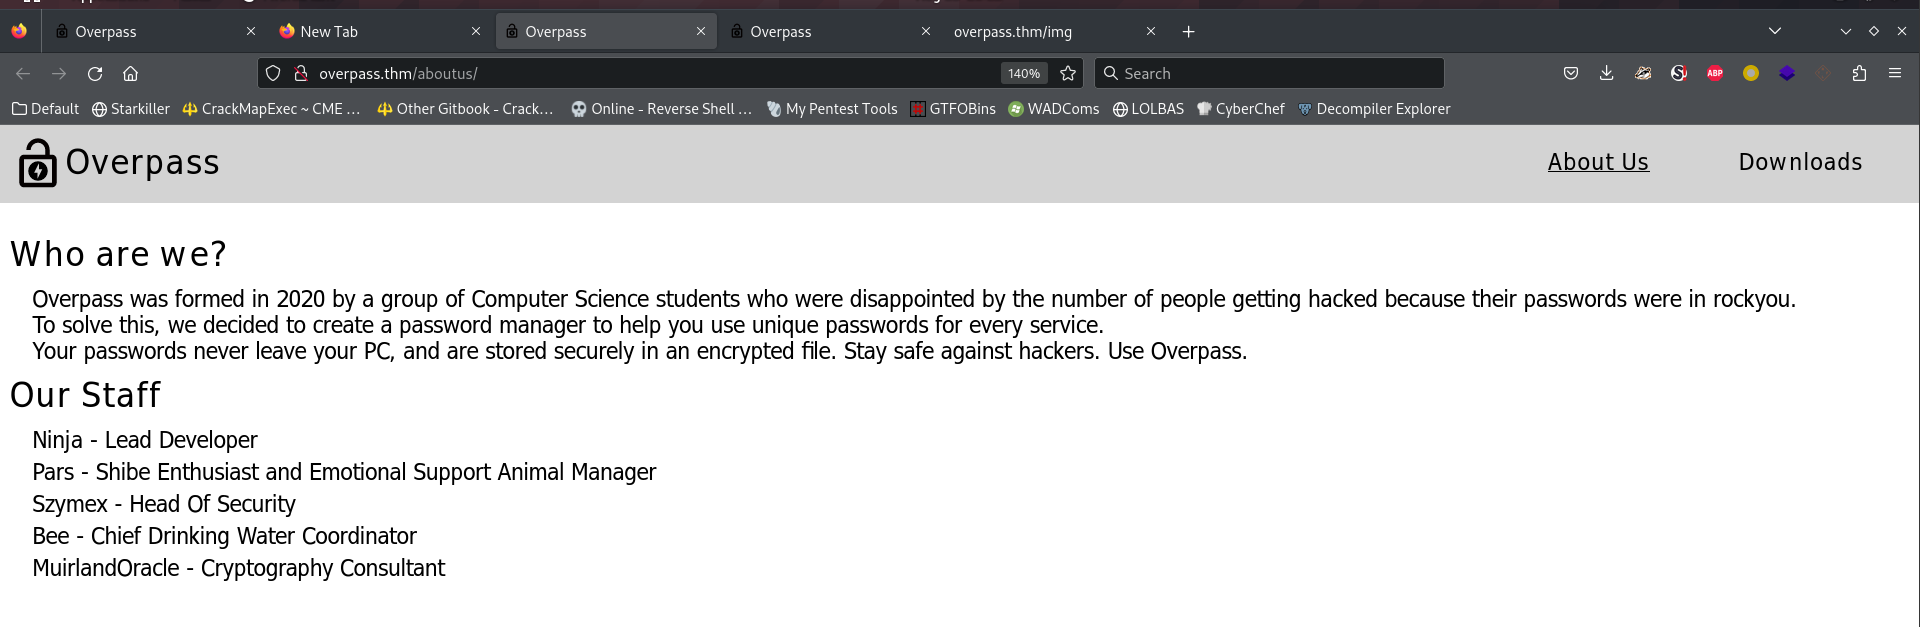 Overpass
New Tab
Overpass
Overpass
overpass.thm/img
overpass.thm/aboutus/
140%
Search
ABP
Default
Starkiller
CrackMapExec ~ CME ...
Other Gitbook - Crack...
Online - Reverse Shell ...
My Pentest Tools
GTFOBins
WADComs
LOLBAS
CyberChef
Decompiler Explorer
Overpass
About Us
Downloads
Who are we?
Overpass was formed in 2020 by a group of Computer Science students who were disappointed by the number of people getting hacked because their passwords were in rockyou.
To solve this, we decided to create a password manager to help you use unique passwords for every service.
Your passwords never leave your PC, and are stored securely in an encrypted file. Stay safe against hackers. Use Overpass.
Our Staff
Ninja - Lead Developer
Pars - Shibe Enthusiast and Emotional Support Animal Manager
Szymex - Head Of Security
Bee - Chief Drinking Water Coordinator
MuirlandOracle - Cryptography Consultant